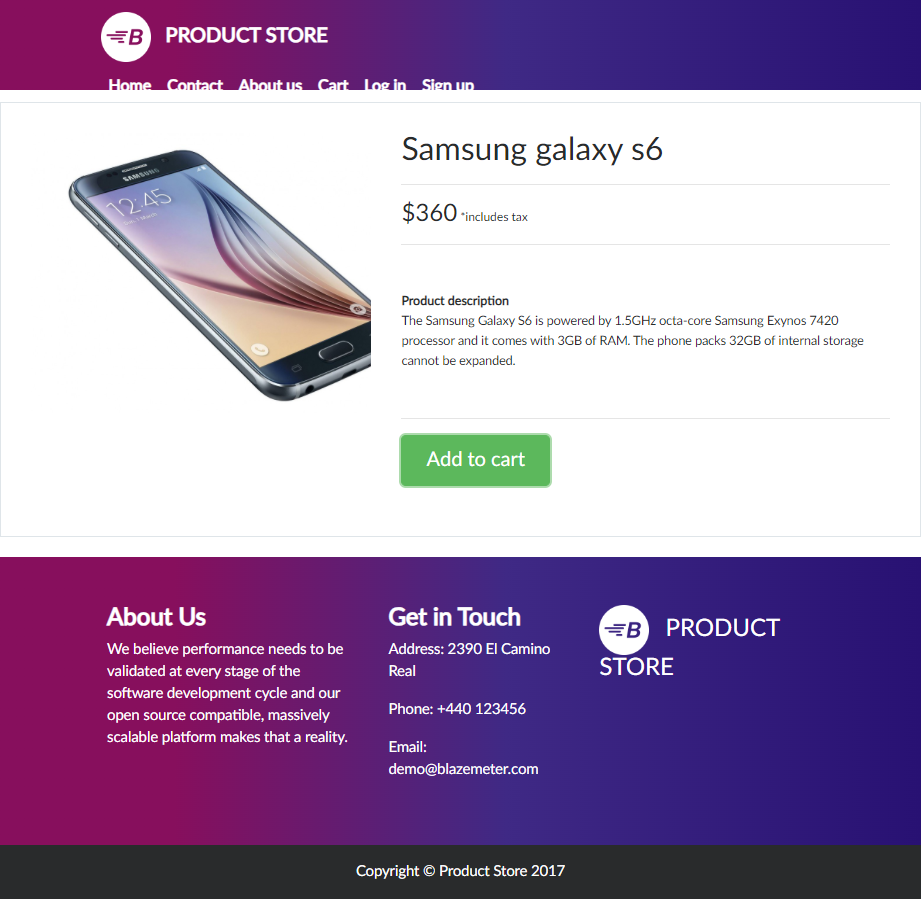 B PRODUCT STORE
Home Contact About us Cart Log in Sign up
SAMSUNG
12:45
Samsung galaxy s6
$360 *includes tax
Product description
The Samsung Galaxy S6 is powered by 1.5GHz octa-core Samsung Exynos 7420
processor and it comes with 3GB of RAM. The phone packs 32GB of internal storage
cannot be expanded.
Add to cart
About Us
We believe performance needs to be
validated at every stage of the
software development cycle and our
open source compatible, massively
scalable platform makes that a reality.
Get in Touch
Address: 2390 El Camino
Real
Phone: +440 123456
Email:
demo@blazemeter.com
B PRODUCT
STORE
Copyright © Product Store 2017